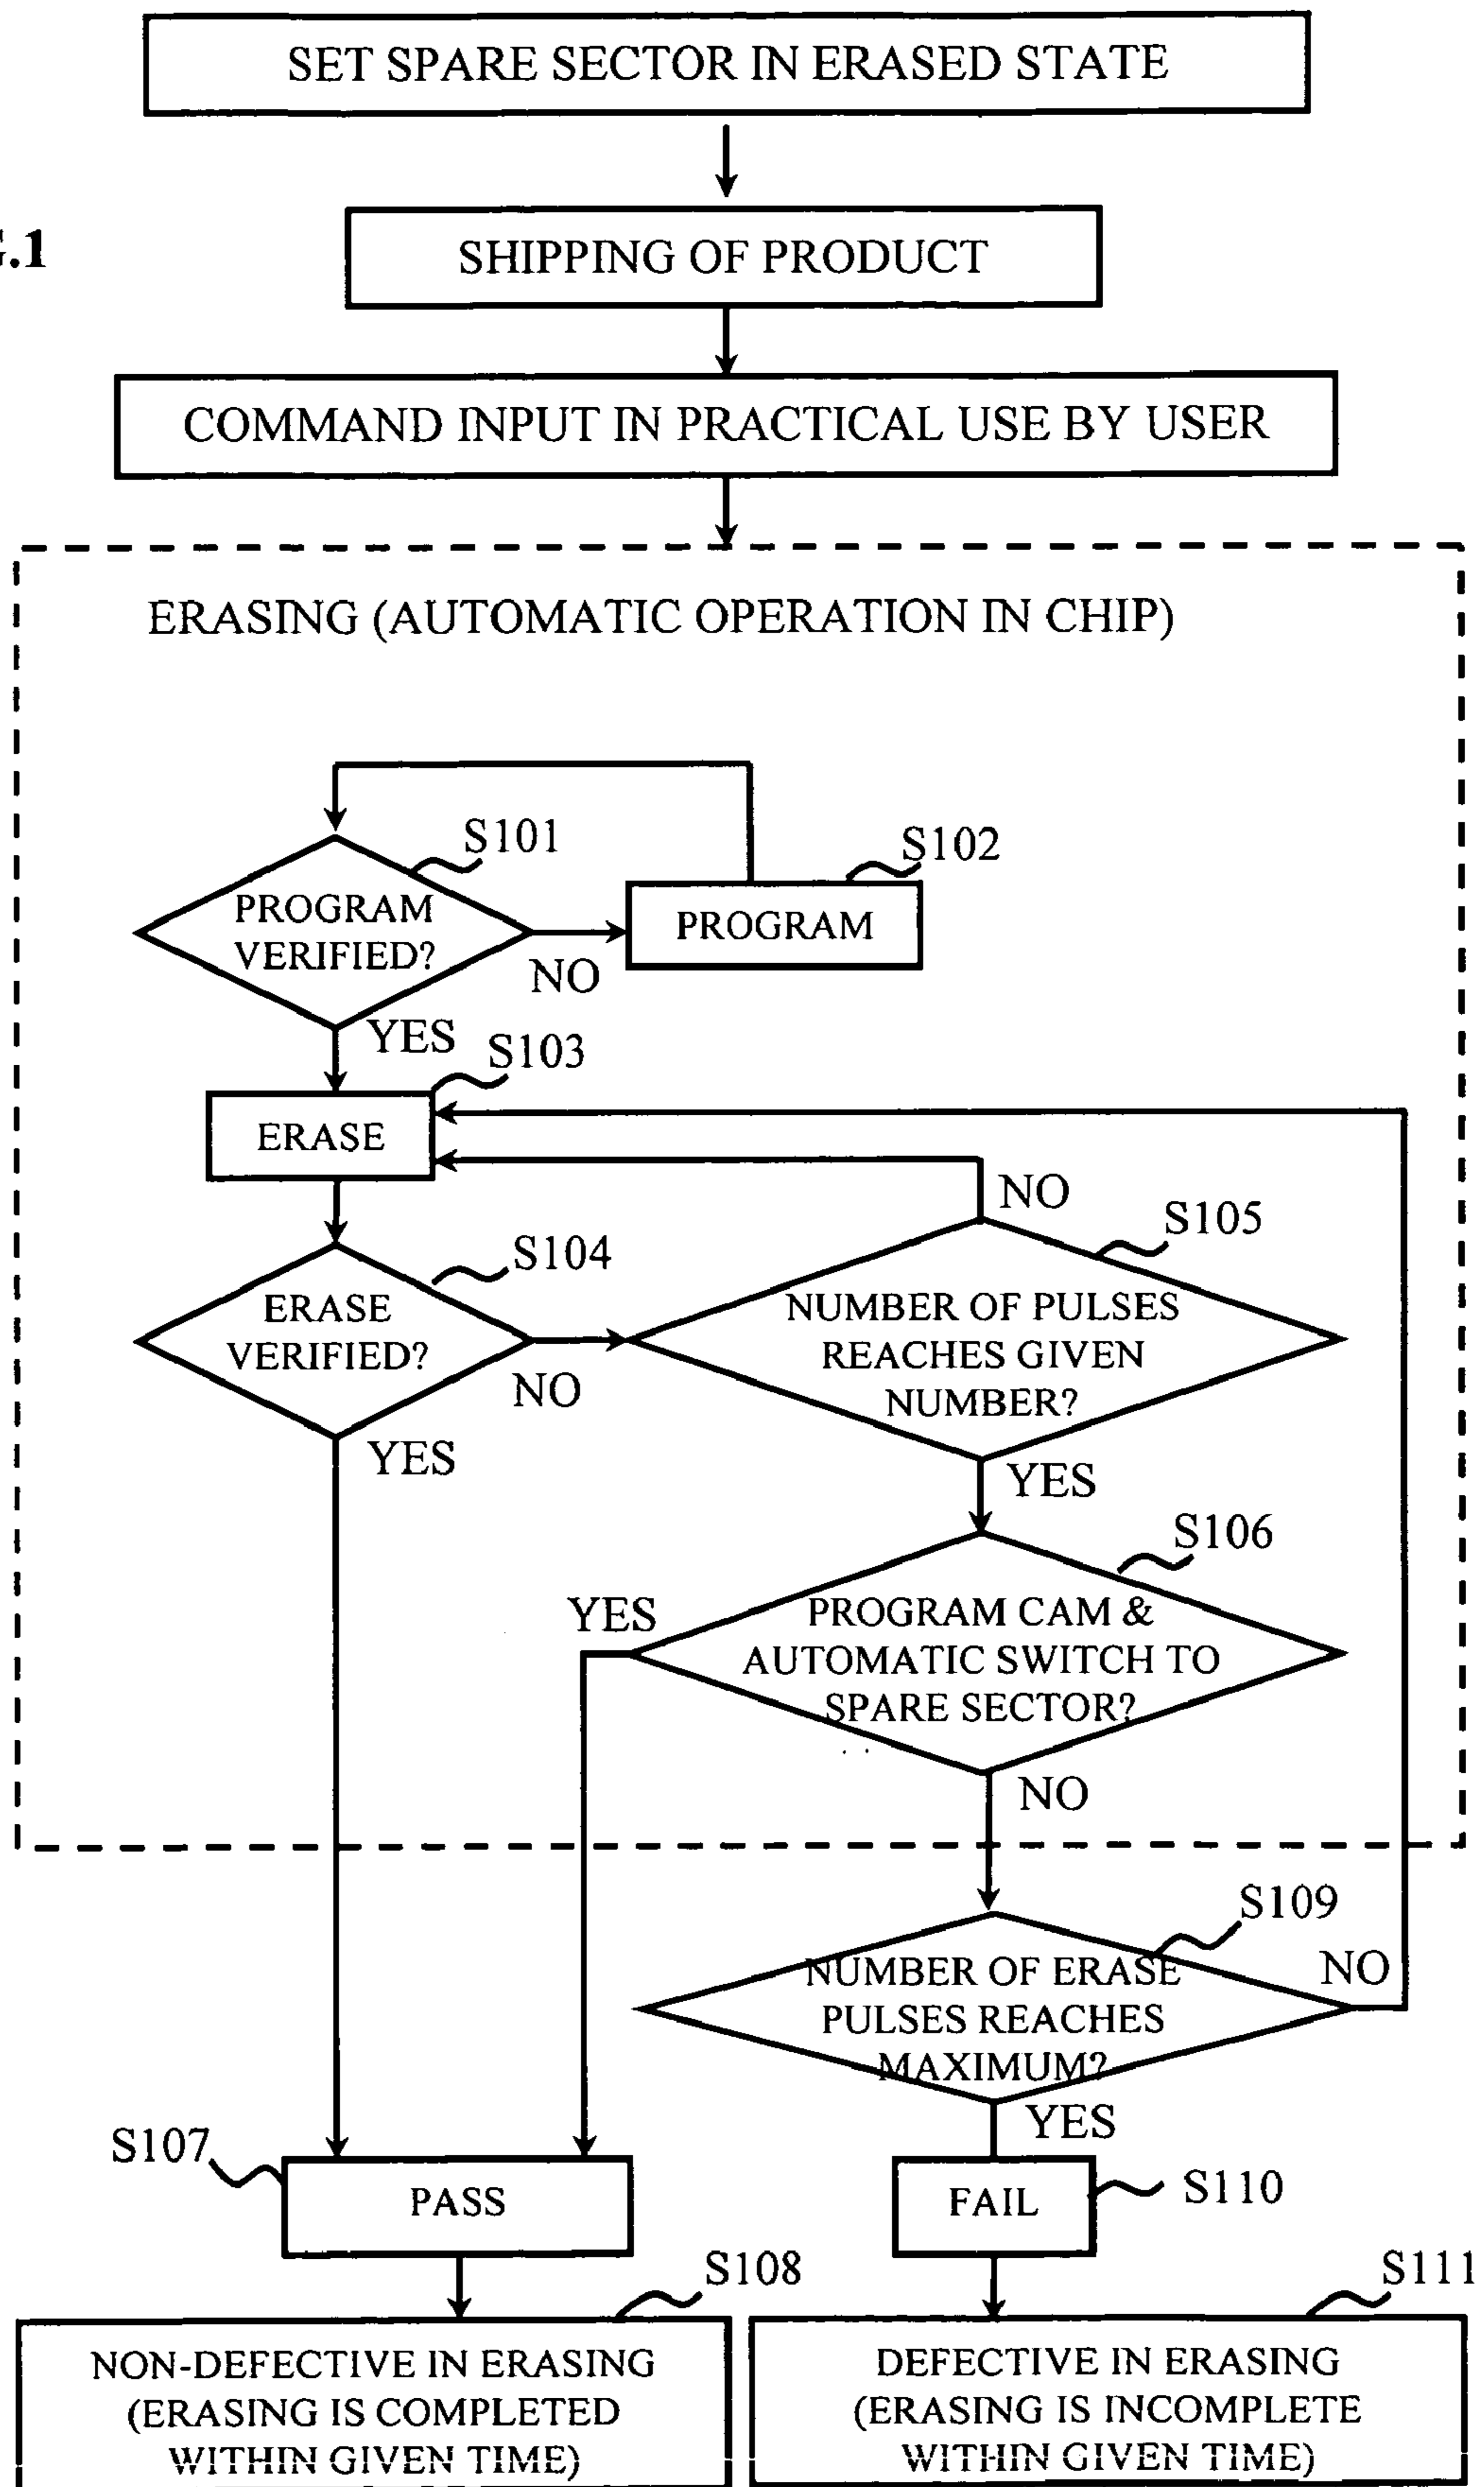 SET SPARE SECTOR IN ERASED STATE
.1
SHIPPING OF PRODUCT
COMMAND INPUT IN PRACTICAL USE BY USER
ERASING (AUTOMATIC OPERATION IN CHIP)
S101
S102
PROGRAM
VERIFIED?
PROGRAM
NO
YES
S103
ERASE
NO
S105
S104
ERASE
VERIFIED?
NUMBER OF PULSES
REACHES GIVEN
NUMBER?
NO
YES
YES
S106
YES
PROGRAM CAM &
AUTOMATIC SWITCH TO
SPARE SECTOR?
NO
S109
NUMBER OF ERASE
PULSES REACHES
MAXIMUM?
NO
YES
S107
PASS
FAIL
S110
S108
S111
NON-DEFECTIVE IN ERASING
(ERASING IS COMPLETED
WITHIN GIVEN TIME)
DEFECTIVE IN ERASING
(ERASING IS INCOMPLETE
WITHIN GIVEN TIME)